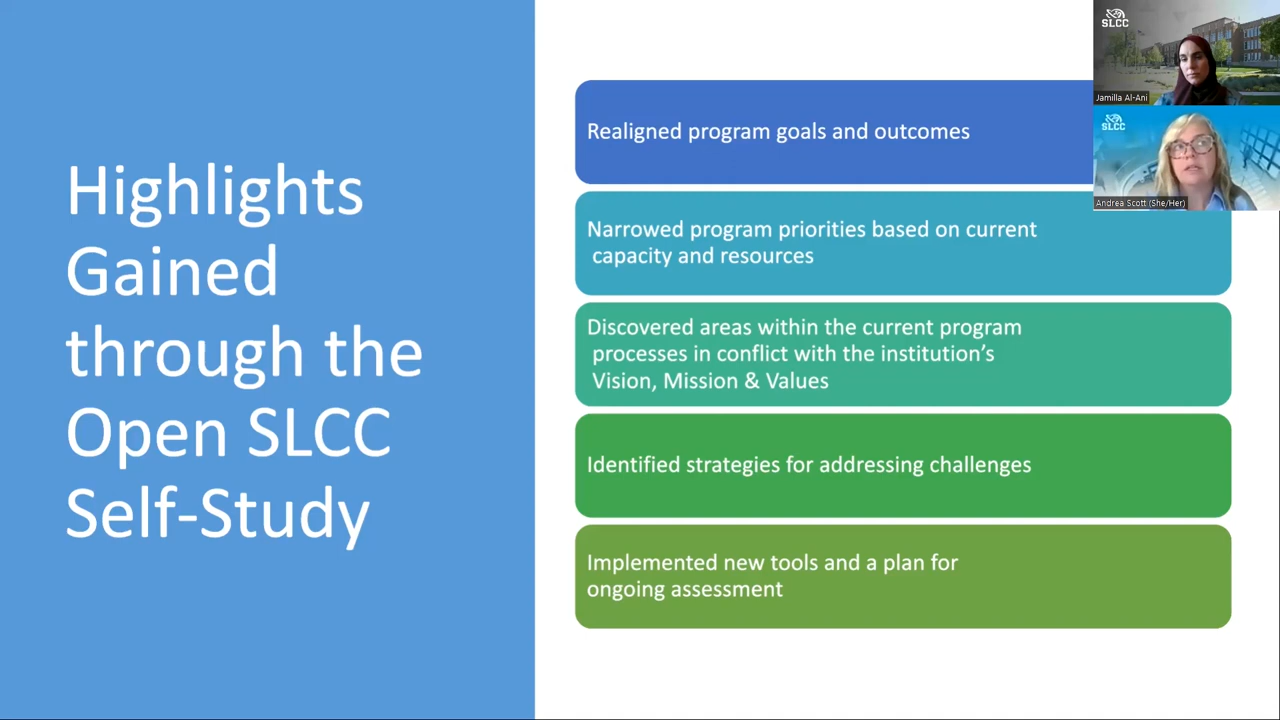 Highlights
Gained
through the
Open SLCC
Self-Study
Realigned program goals and outcomes
Narrowed program priorities based on current
capacity and resources
Discovered areas within the current program
processes in conflict with the institution's
Vision, Mission & Values
Identified strategies for addressing challenges
Implemented new tools and a plan for
ongoing assessment
SLCC
Jamilla Al-Ani
SLCC
Andrea Scott (She/Her)